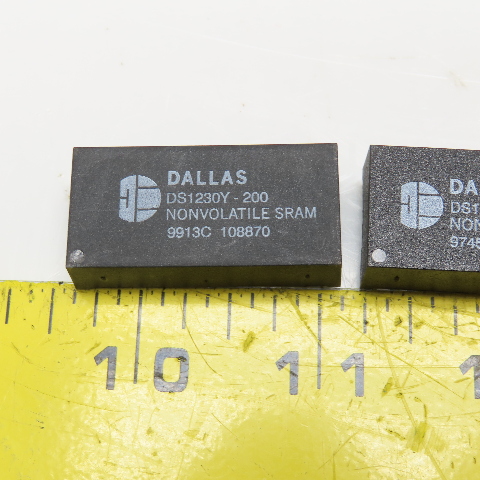 DALLAS
DS1230Y-200
NONVOLATILE SRAM
9913C 108870
10
11